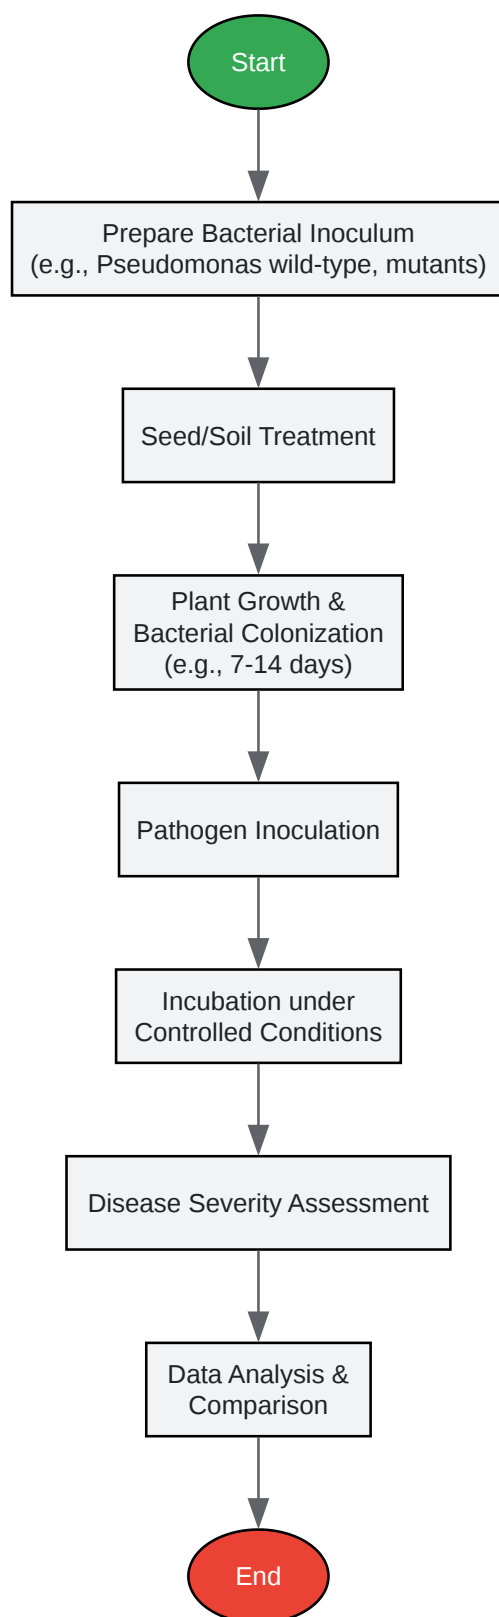 Start
Prepare Bacterial Inoculum
(e.g., Pseudomonas wild-type, mutants)
Seed/Soil Treatment
Plant Growth &
Bacterial Colonization
(e.g., 7-14 days)
Pathogen Inoculation
Incubation under
Controlled Conditions
Disease Severity Assessment
Data Analysis &
Comparison
End